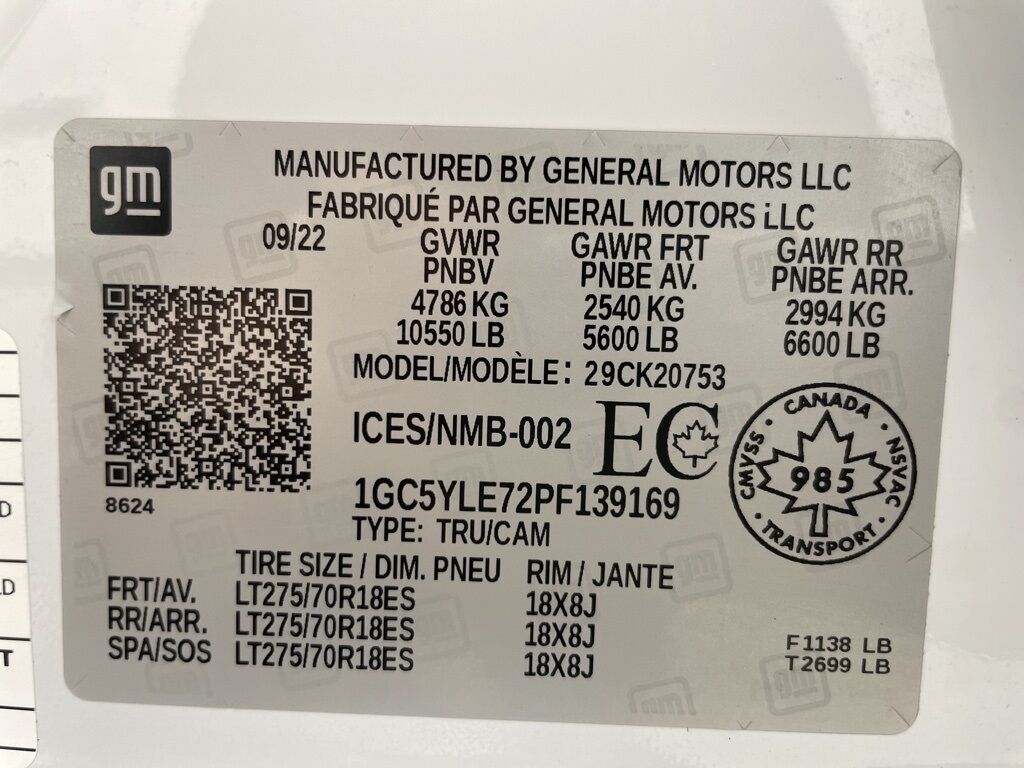 gm
MANUFACTURED BY GENERAL MOTORS LLC
FABRIQUÉ PAR GENERAL MOTORS LLC
09/22 GVWR GAWR FRT GAWR RR
PNBV PNBE AV. PNBE ARR.
4786 KG 2540 KG 2994 KG
10550 LB 5600 LB 6600 LB
MODEL/MODÈLE: 29CK20753
ICES/NMB-002 EC
CANADA
CMVSS 985 NSVAC
TRANSPORT
8624
1GC5YLE72PF139169
TYPE: TRU/CAM
TIRE SIZE / DIM. PNEU RIM / JANTE
FRT/AV. LT275/70R18ES 18X8J
RR/ARR. LT275/70R18ES 18X8J
SPA/SOS LT275/70R18ES 18X8J
F1138 LB
T2699 LB